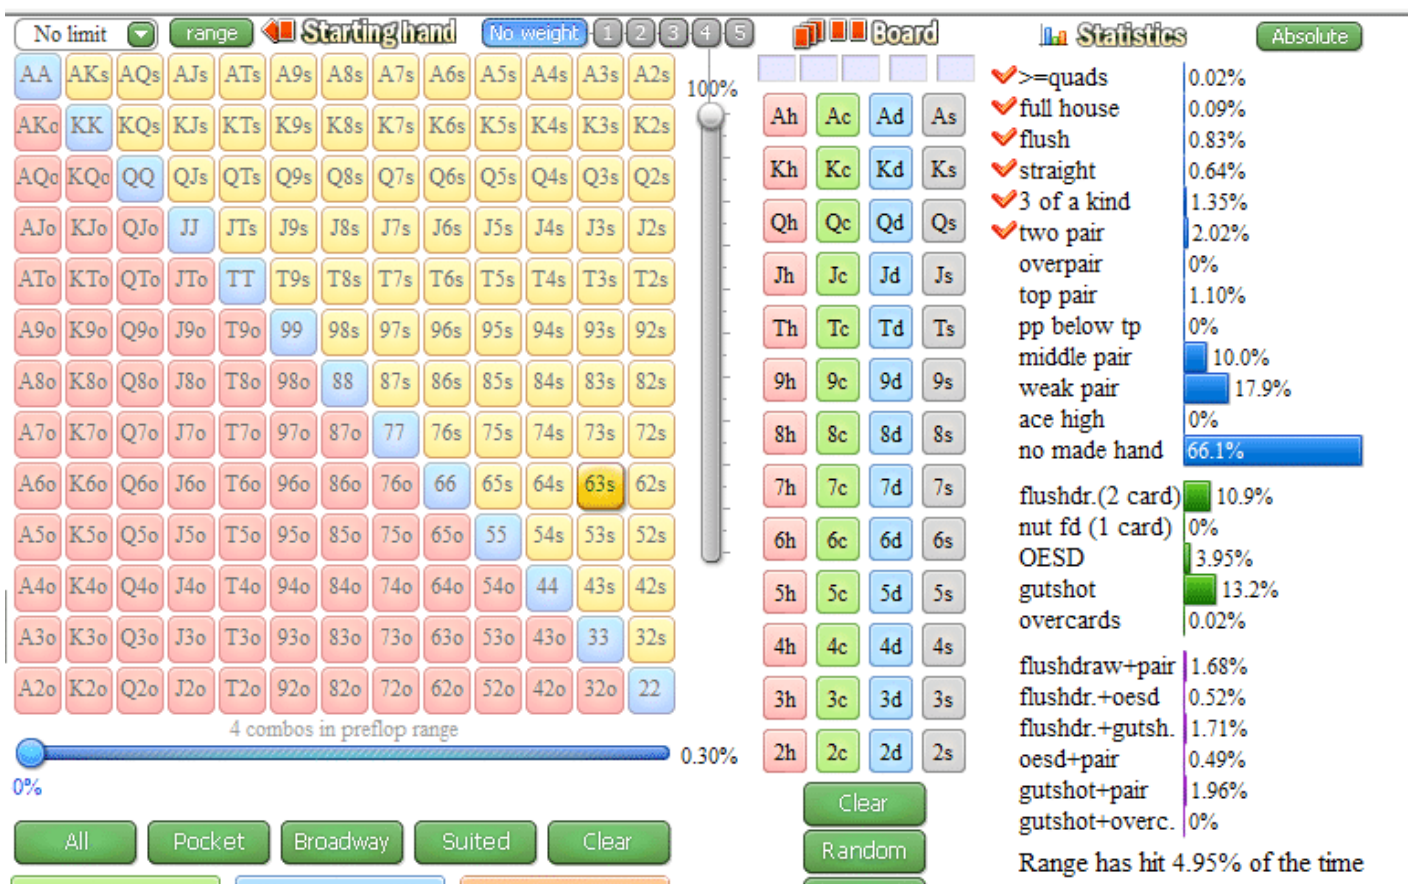 No limit range Starting hand No weight 1 2 3 4 5 Board Statistics Absolute
AA AKs AQs AJs ATs A9s A8s A7s A6s A5s A4s A3s A2s
100%
AKo KK KQs KJs KTs K9s K8s K7s K6s K5s K4s K3s K2s
AQo KQo QQ QJs QTs Q9s Q8s Q7s Q6s Q5s Q4s Q3s Q2s
AJo KJo QJo JJ JTs J9s J8s J7s J6s J5s J4s J3s J2s
ATo KTo QTo JTo TT T9s T8s T7s T6s T5s T4s T3s T2s
A9o K9o Q9o J9o T9o 99 98s 97s 96s 95s 94s 93s 92s
A8o K8o Q8o J8o T8o 98o 88 87s 86s 85s 84s 83s 82s
A7o K7o Q7o J7o T7o 97o 87o 77 76s 75s 74s 73s 72s
A6o K6o Q6o J6o T6o 96o 86o 76o 66 65s 64s 63s 62s
A5o K5o Q5o J5o T5o 95o 85o 75o 65o 55 54s 53s 52s
A4o K4o Q4o J4o T4o 94o 84o 74o 64o 54o 44 43s 42s
A3o K3o Q3o J3o T3o 93o 83o 73o 63o 53o 43o 33 32s
A2o K2o Q2o J2o T2o 92o 82o 72o 62o 52o 42o 32o 22
4 combos in preflop range
0.30%
0%
All Pocket Broadway Suited Clear
Ah Ac Ad As
Kh Kc Kd Ks
Qh Qc Qd Qs
Jh Jc Jd Js
Th Tc Td Ts
9h 9c 9d 9s
8h 8c 8d 8s
7h 7c 7d 7s
6h 6c 6d 6s
5h 5c 5d 5s
4h 4c 4d 4s
3h 3c 3d 3s
2h 2c 2d 2s
Clear
Random
>=quads 0.02%
full house 0.09%
flush 0.83%
straight 0.64%
3 of a kind 1.35%
two pair 2.02%
overpair 0%
top pair 1.10%
pp below tp 0%
middle pair 10.0%
weak pair 17.9%
ace high 0%
no made hand 66.1%
flushdr.(2 card) 10.9%
nut fd (1 card) 0%
OESD 3.95%
gutshot 13.2%
overcards 0.02%
flushdraw+pair 1.68%
flushdr.+oesd 0.52%
flushdr.+gutsh. 1.71%
oesd+pair 0.49%
gutshot+pair 1.96%
gutshot+overc. 0%
Range has hit 4.95% of the time